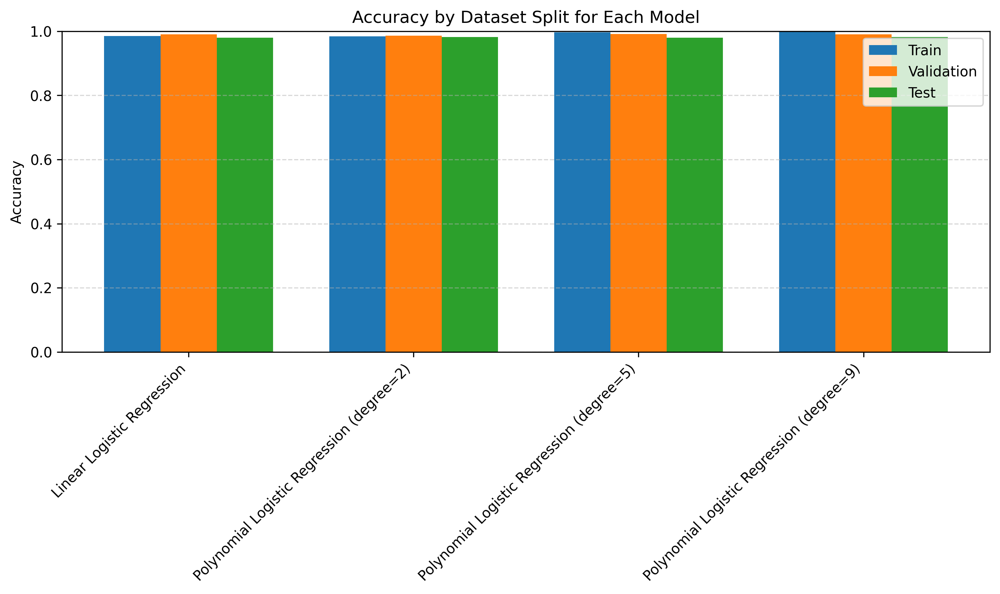 Accuracy by Dataset Split for Each Model
Accuracy
1.0
0.8
0.6
0.4
0.2
0.0
Train
Validation
Test
Linear Logistic Regression
Polynomial Logistic Regression (degree=2)
Polynomial Logistic Regression (degree=5)
Polynomial Logistic Regression (degree=9)